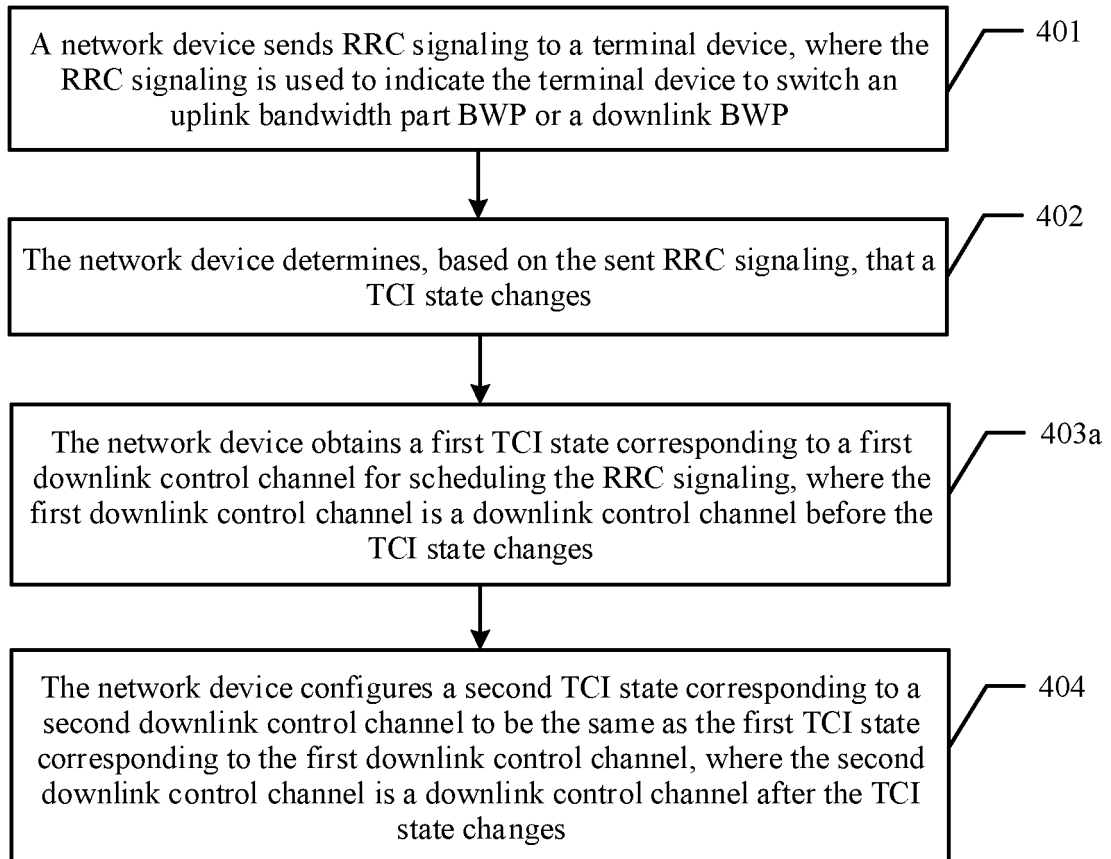 A network device sends RRC signaling to a terminal device, where the
RRC signaling is used to indicate the terminal device to switch an
uplink bandwidth part BWP or a downlink BWP
401
The network device determines, based on the sent RRC signaling, that a
TCI state changes
402
The network device obtains a first TCI state corresponding to a first
downlink control channel for scheduling the RRC signaling, where the
first downlink control channel is a downlink control channel before the
TCI state changes
403a
The network device configures a second TCI state corresponding to a
second downlink control channel to be the same as the first TCI state
corresponding to the first downlink control channel, where the second
downlink control channel is a downlink control channel after the TCI
state changes
404